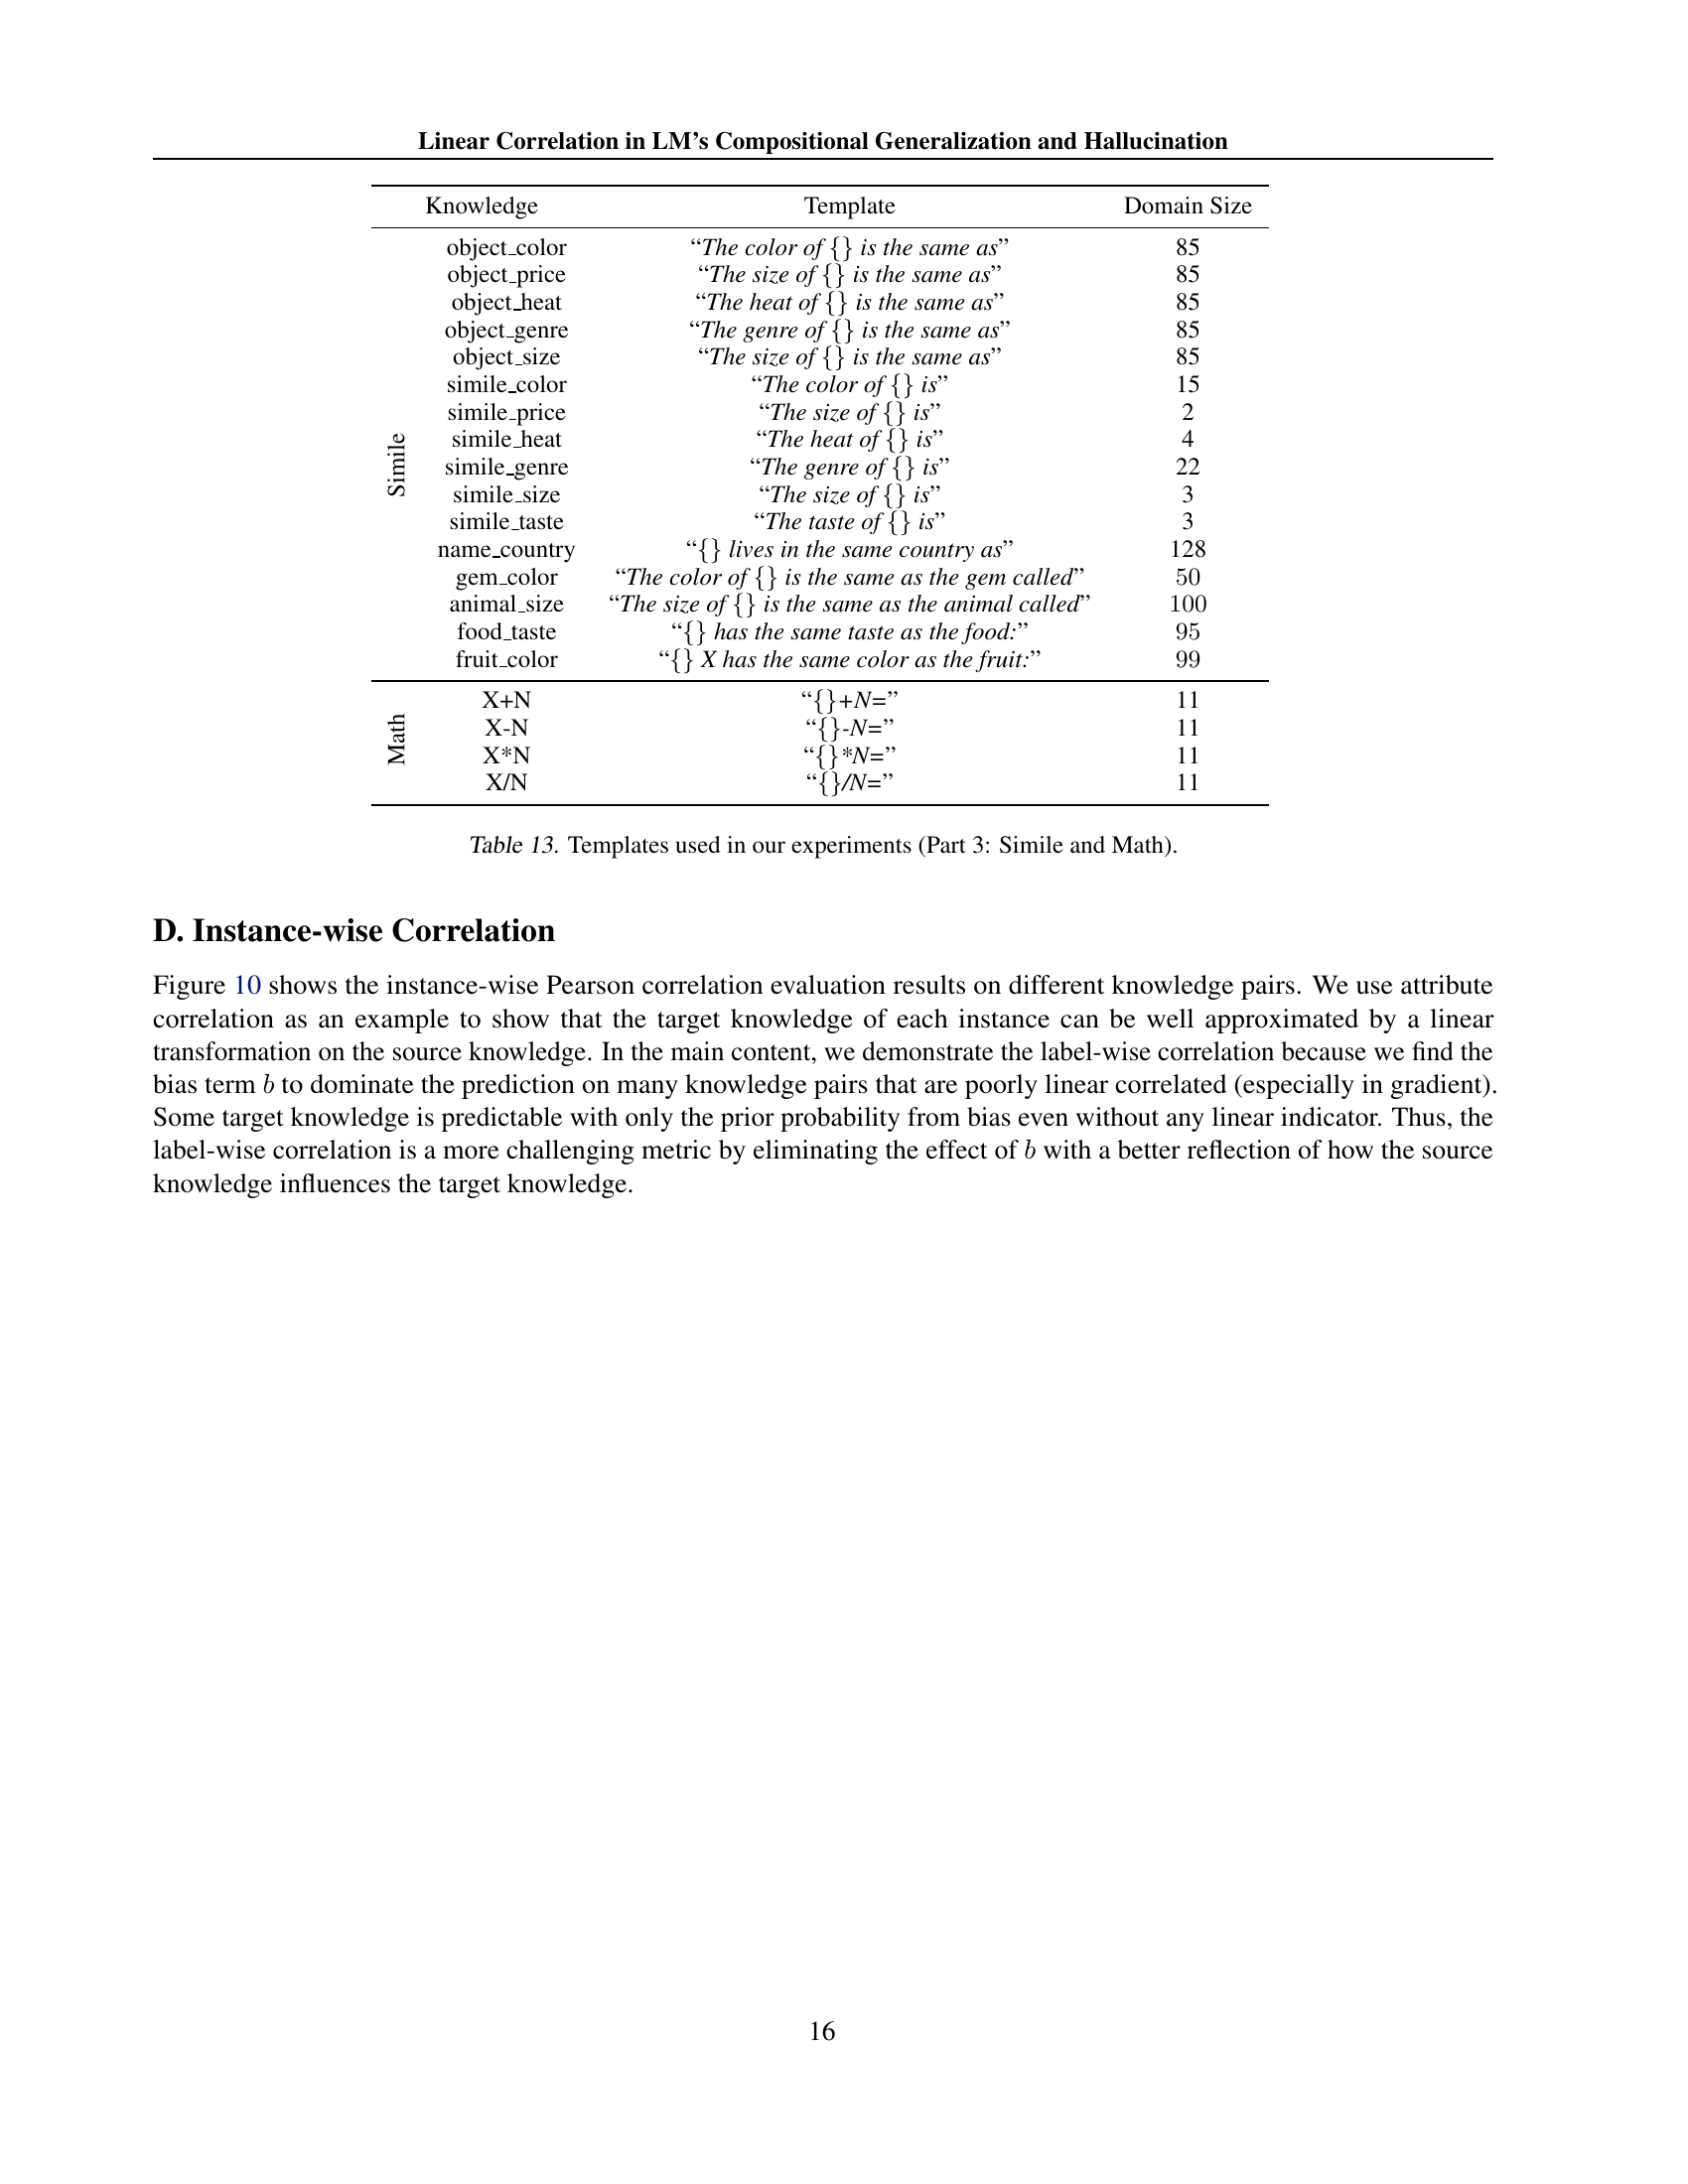 Linear Correlation in LM's Compositional Generalization and Hallucination
Knowledge Template Domain Size
Simile
object_color “The color of {} is the same as” 85
object_price “The size of {} is the same as” 85
object_heat “The heat of {} is the same as” 85
object_genre “The genre of {} is the same as” 85
object_size “The size of {} is the same as” 85
simile_color “The color of {} is” 15
simile_price “The size of {} is” 2
simile_heat “The heat of {} is” 4
simile_genre “The genre of {} is” 22
simile_size “The size of {} is” 3
simile_taste “The taste of {} is” 3
name_country “{} lives in the same country as” 128
gem_color “The color of {} is the same as the gem called” 50
animal_size “The size of {} is the same as the animal called” 100
food_taste “{} has the same taste as the food:” 95
fruit_color “{} X has the same color as the fruit:” 99
Math
X+N “{}+N=” 11
X-N “{}-N=” 11
X*N “{}*N=” 11
X/N “{}/N=” 11
Table 13. Templates used in our experiments (Part 3: Simile and Math).
D. Instance-wise Correlation
Figure 10 shows the instance-wise Pearson correlation evaluation results on different knowledge pairs. We use attribute
correlation as an example to show that the target knowledge of each instance can be well approximated by a linear
transformation on the source knowledge. In the main content, we demonstrate the label-wise correlation because we find the
bias term b to dominate the prediction on many knowledge pairs that are poorly linear correlated (especially in gradient).
Some target knowledge is predictable with only the prior probability from bias even without any linear indicator. Thus, the
label-wise correlation is a more challenging metric by eliminating the effect of b with a better reflection of how the source
knowledge influences the target knowledge.
16